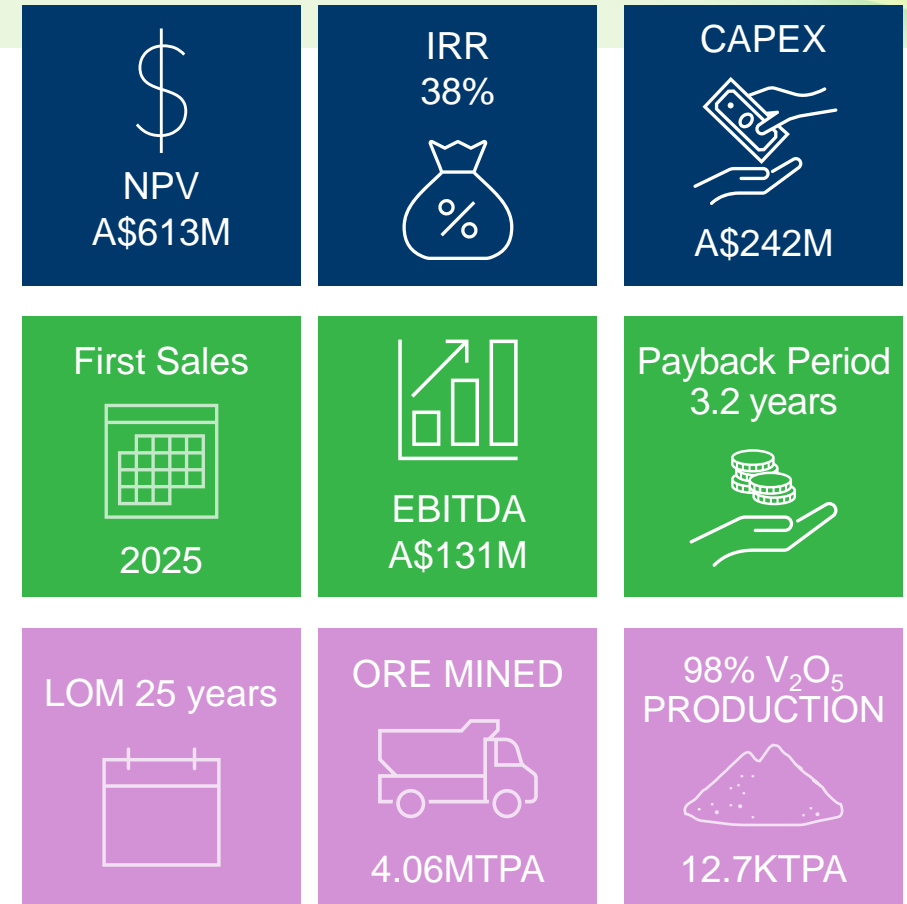 NPV
A$613M
IRR
38%
%
CAPEX
A$242M
First Sales
2025
EBITDA
A$131M
Payback Period
3.2 years
LOM 25 years
ORE MINED
4.06MTPA
98% V₂O₅
PRODUCTION
12.7KTPA